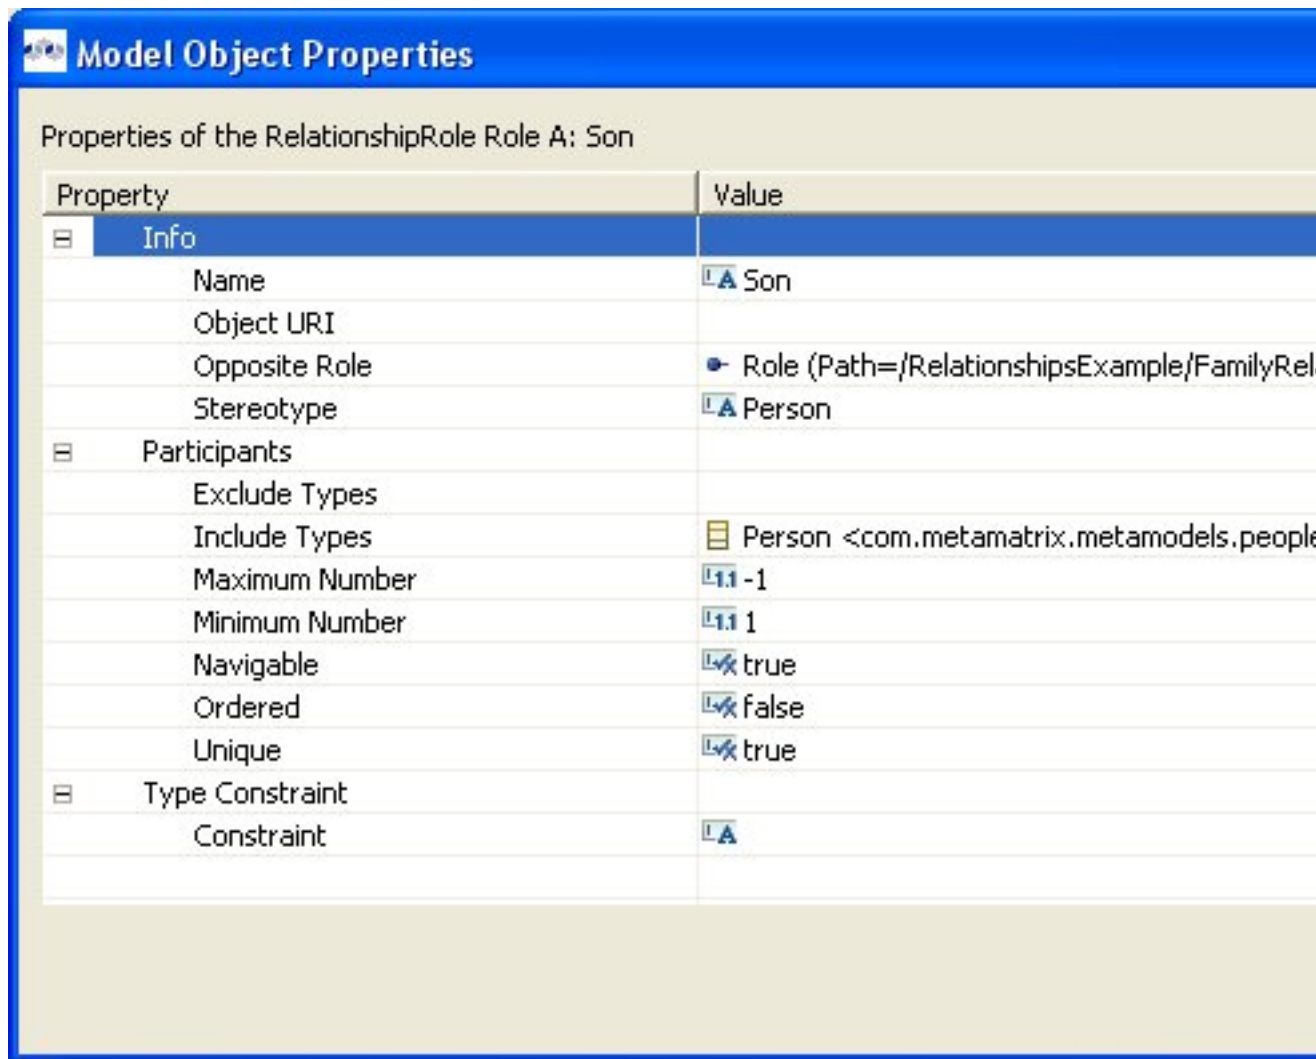 Model Object Properties
Properties of the RelationshipRole Role A: Son
Property Value
Info
Name Son
Object URI
Opposite Role Role (Path=/RelationshipsExample/FamilyRel
Stereotype Person
Participants
Exclude Types
Include Types Person <com.metamatrix.metamodels.people
Maximum Number -1
Minimum Number 1
Navigable true
Ordered false
Unique true
Type Constraint
Constraint